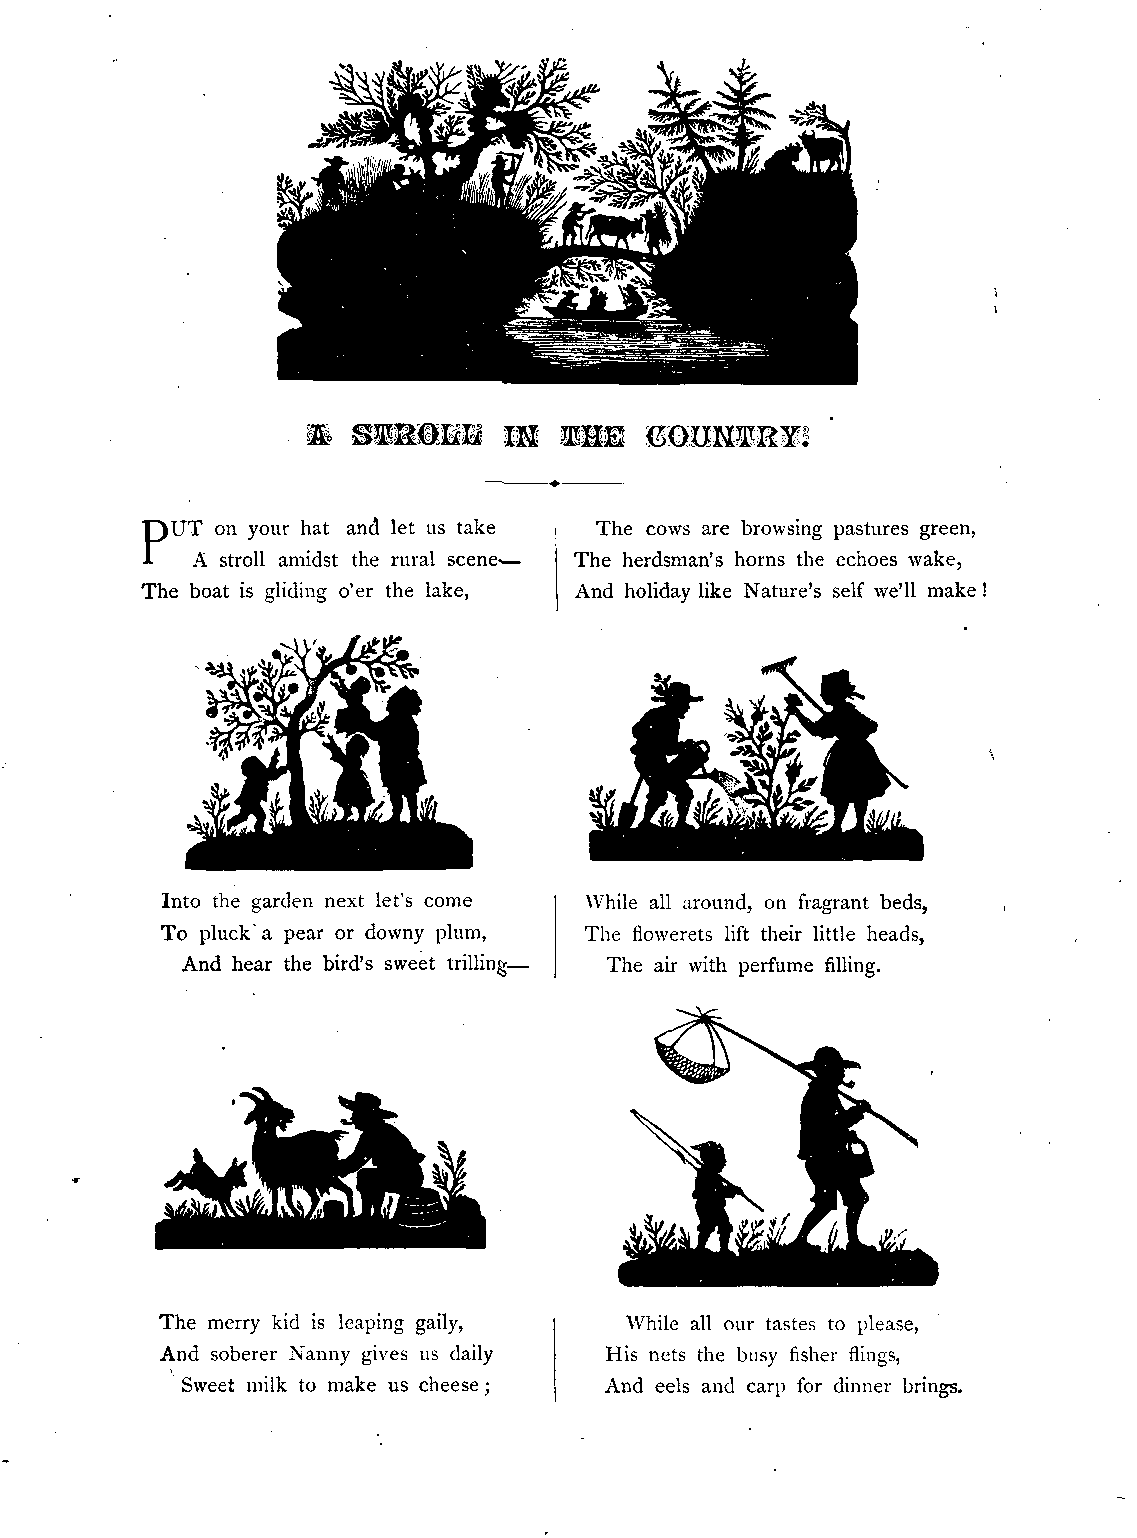 A STROLL IN THE COUNTRY.
PUT on your hat and let us take
A stroll amidst the rural scene—
The boat is gliding o'er the lake,
The cows are browsing pastures green,
The herdsman's horns the echoes wake,
And holiday like Nature's self we'll make!
Into the garden next let's come
To pluck a pear or downy plum,
And hear the bird's sweet trilling—
While all around, on fragrant beds,
The flowerets lift their little heads,
The air with perfume filling.
The merry kid is leaping gaily,
And soberer Nanny gives us daily
Sweet milk to make us cheese;
While all our tastes to please,
His nets the busy fisher flings,
And eels and carp for dinner brings.